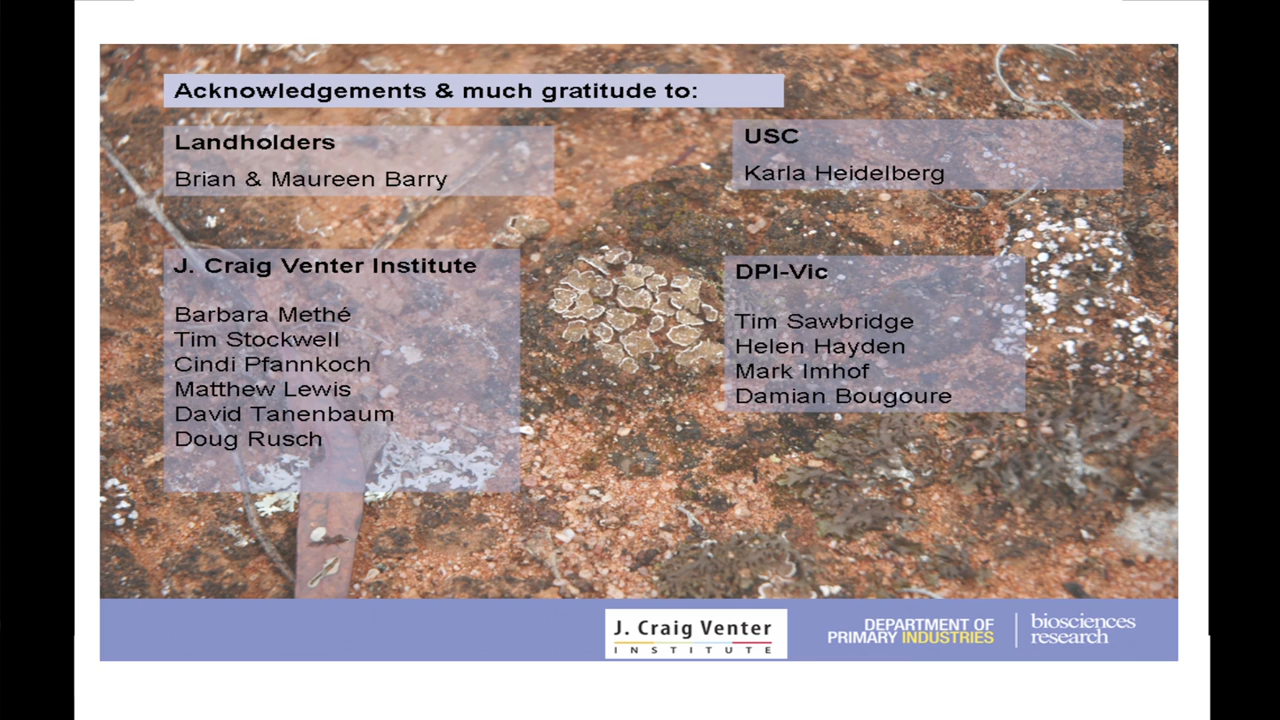 Acknowledgements & much gratitude to:
Landholders
Brian & Maureen Barry
USC
Karla Heidelberg
J. Craig Venter Institute
Barbara Methé
Tim Stockwell
Cindi Pfannkoch
Matthew Lewis
David Tanenbaum
Doug Rusch
DPI-Vic
Tim Sawbridge
Helen Hayden
Mark Imhof
Damian Bougoure
J. Craig Venter
INSTITUTE
DEPARTMENT OF
PRIMARY INDUSTRIES
biosciences
research